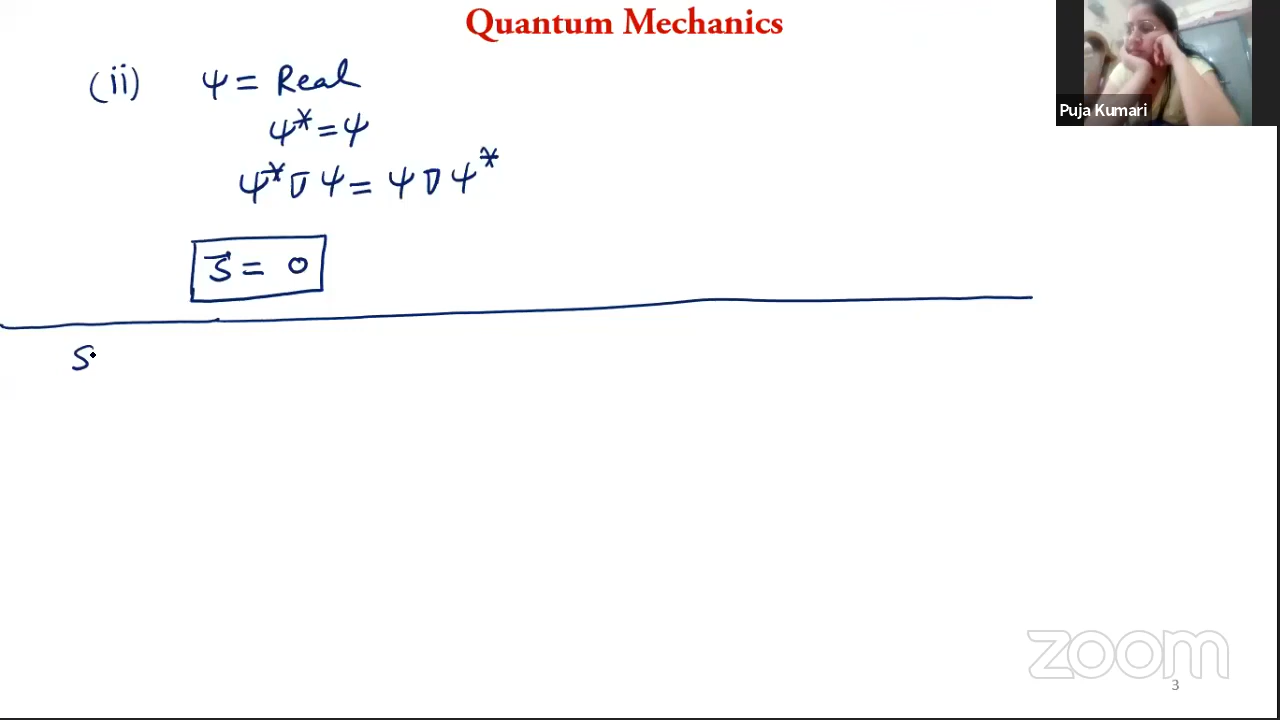 Quantum Mechanics
(ii) ψ = Real
ψ* = ψ
ψ* ∇ ψ = ψ ∇ ψ*
S⃗ = 0
S
Puja Kumari
zoom
3